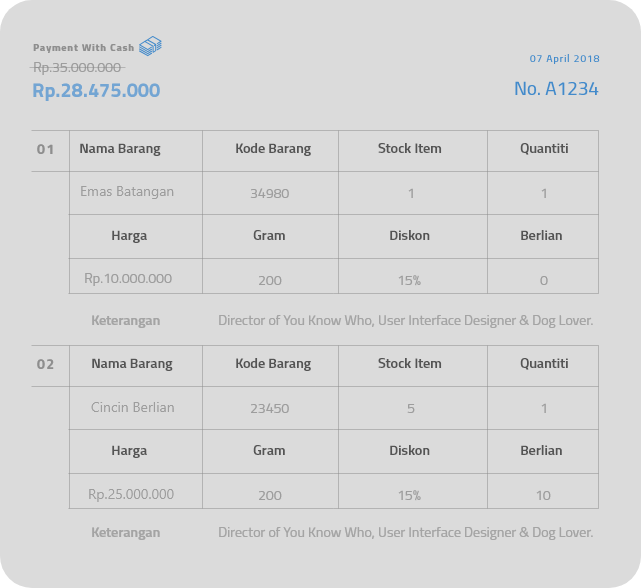 Payment With Cash
Rp.35.000.000
Rp.28.475.000
07 April 2018
No. A1234
01 Nama Barang Kode Barang Stock Item Quantiti
Emas Batangan 34980 1 1
Harga Gram Diskon Berlian
Rp.10.000.000 200 15% 0
Keterangan Director of You Know Who, User Interface Designer & Dog Lover.
02 Nama Barang Kode Barang Stock Item Quantiti
Cincin Berlian 23450 5 1
Harga Gram Diskon Berlian
Rp.25.000.000 200 15% 10
Keterangan Director of You Know Who, User Interface Designer & Dog Lover.